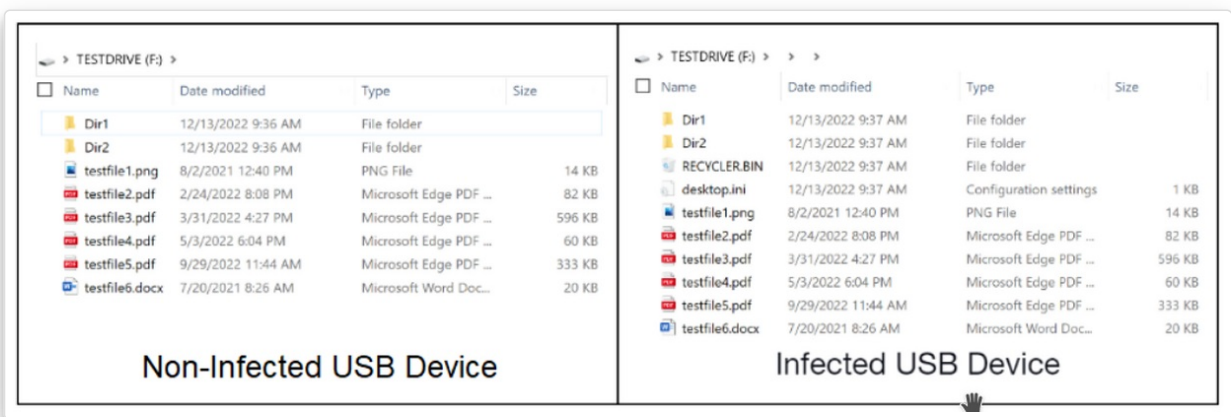 TESTDRIVE (F:)
Name Date modified Type Size
Dir1 12/13/2022 9:36 AM File folder
Dir2 12/13/2022 9:36 AM File folder
testfile1.png 8/2/2021 12:40 PM PNG File 14 KB
testfile2.pdf 2/24/2022 8:08 PM Microsoft Edge PDF ... 82 KB
testfile3.pdf 3/31/2022 4:27 PM Microsoft Edge PDF ... 596 KB
testfile4.pdf 5/3/2022 6:04 PM Microsoft Edge PDF ... 60 KB
testfile5.pdf 9/29/2022 11:44 AM Microsoft Edge PDF ... 333 KB
testfile6.docx 7/20/2021 8:26 AM Microsoft Word Doc... 20 KB
Non-Infected USB Device
TESTDRIVE (F:)
Name Date modified Type Size
Dir1 12/13/2022 9:37 AM File folder
Dir2 12/13/2022 9:37 AM File folder
RECYCLER.BIN 12/13/2022 9:37 AM File folder
desktop.ini 12/13/2022 9:37 AM Configuration settings 1 KB
testfile1.png 8/2/2021 12:40 PM PNG File 14 KB
testfile2.pdf 2/24/2022 8:08 PM Microsoft Edge PDF ... 82 KB
testfile3.pdf 3/31/2022 4:27 PM Microsoft Edge PDF ... 596 KB
testfile4.pdf 5/3/2022 6:04 PM Microsoft Edge PDF ... 60 KB
testfile5.pdf 9/29/2022 11:44 AM Microsoft Edge PDF ... 333 KB
testfile6.docx 7/20/2021 8:26 AM Microsoft Word Doc... 20 KB
Infected USB Device